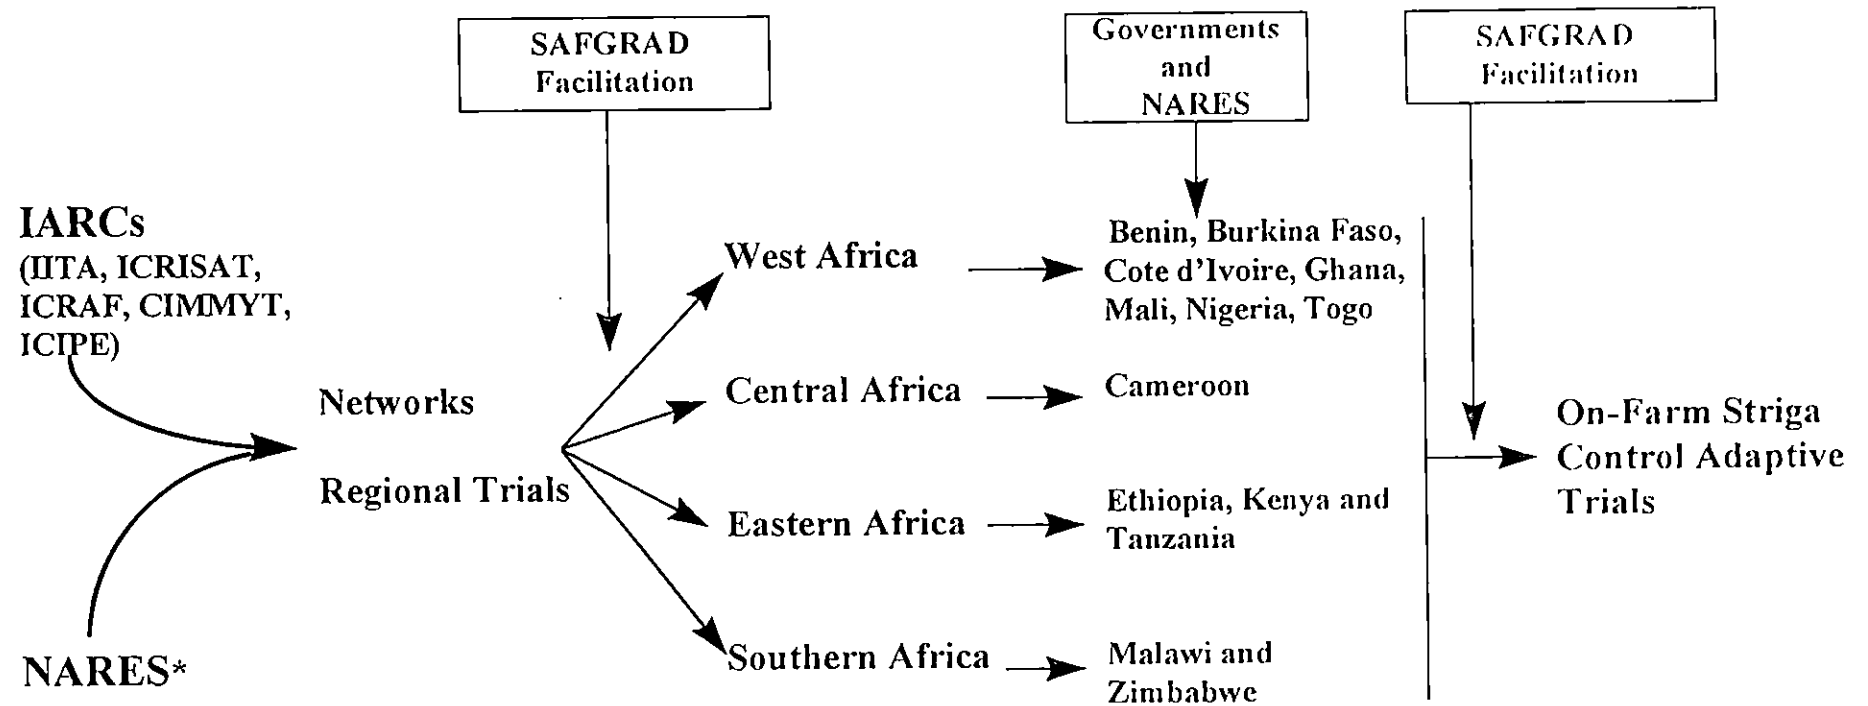 SAFGRAD
Facilitation
Governments
and
NARES
SAFGRAD
Facilitation
IARCs
(IITA, ICRISAT,
ICRAF, CIMMYT,
ICIPE)
Networks
Regional Trials
NARES*
West Africa
Central Africa
Eastern Africa
Southern Africa
Benin, Burkina Faso,
Cote d'Ivoire, Ghana,
Mali, Nigeria, Togo
Cameroon
Ethiopia, Kenya and
Tanzania
Malawi and
Zimbabwe
On-Farm Striga
Control Adaptive
Trials